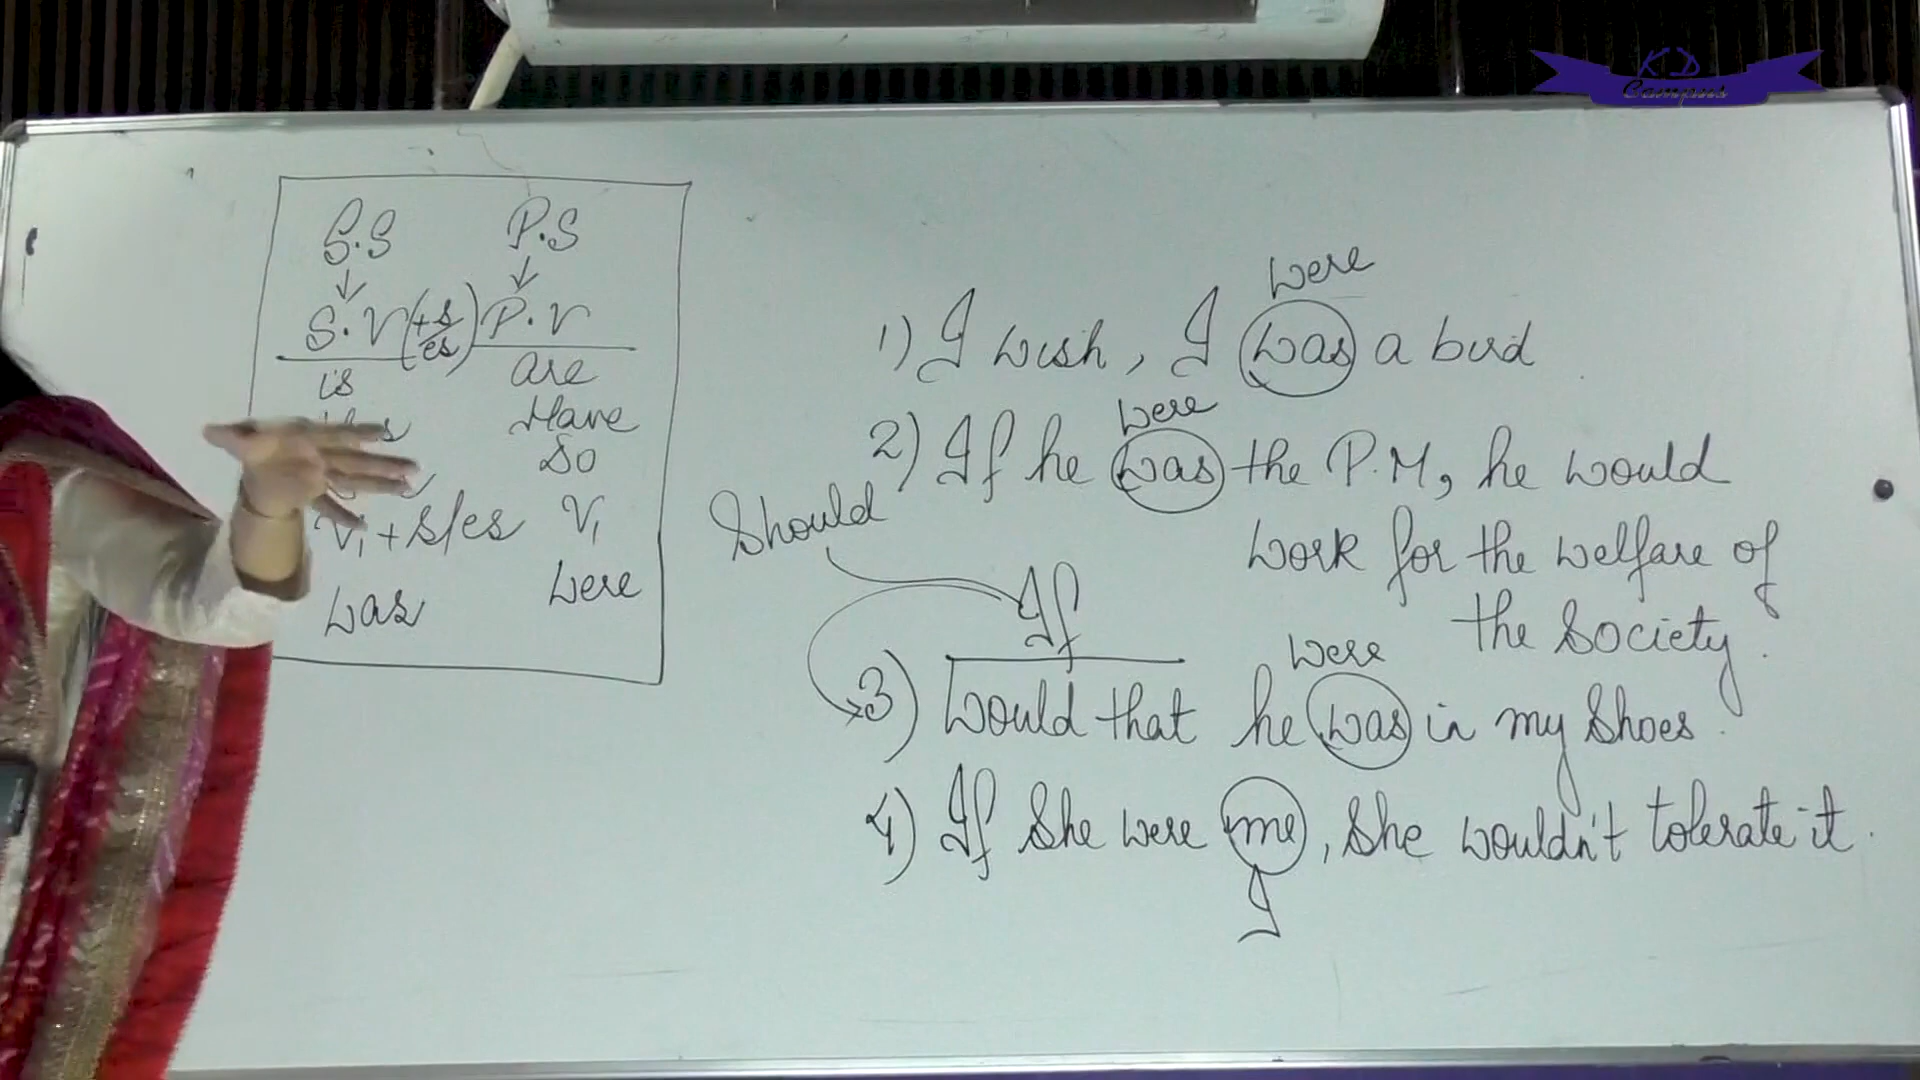 KD
Campus
S.S P.S
↓ ↓
S.V (+s/es) P.V
is are
Have
Do
V₁+s/es V₁
was were
were
1) I wish, I was a bird
were
2) If he was the P.M, he would
work for the welfare of
the Society.
Should
If
were
3) Would that he was in my shoes.
4) If She were me, She wouldn't tolerate it.
I